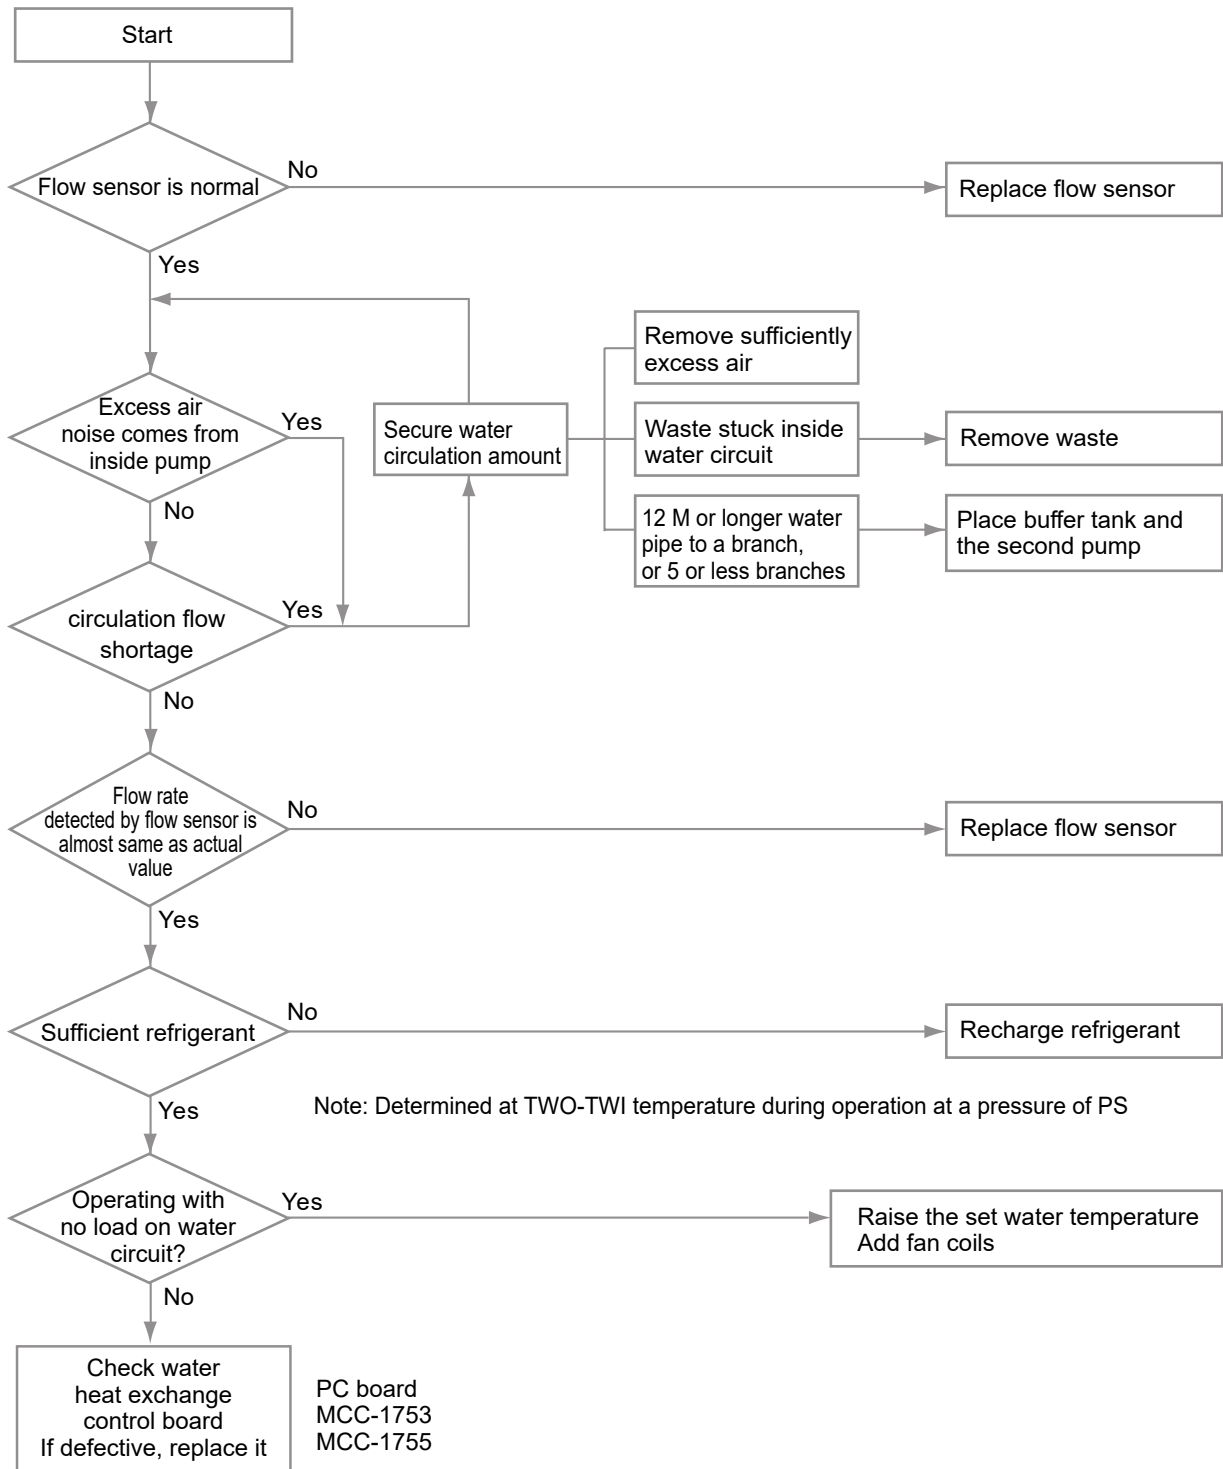 Start
Flow sensor is normal
No
Replace flow sensor
Yes
Excess air
noise comes from
inside pump
Yes
No
Secure water
circulation amount
Remove sufficiently
excess air
Waste stuck inside
water circuit
Remove waste
12 M or longer water
pipe to a branch,
or 5 or less branches
Place buffer tank and
the second pump
circulation flow
shortage
Yes
No
Flow rate
detected by flow sensor is
almost same as actual
value
No
Replace flow sensor
Yes
Sufficient refrigerant
No
Recharge refrigerant
Yes
Note: Determined at TWO-TWI temperature during operation at a pressure of PS
Operating with
no load on water
circuit?
Yes
Raise the set water temperature
Add fan coils
No
Check water
heat exchange
control board
If defective, replace it
PC board
MCC-1753
MCC-1755